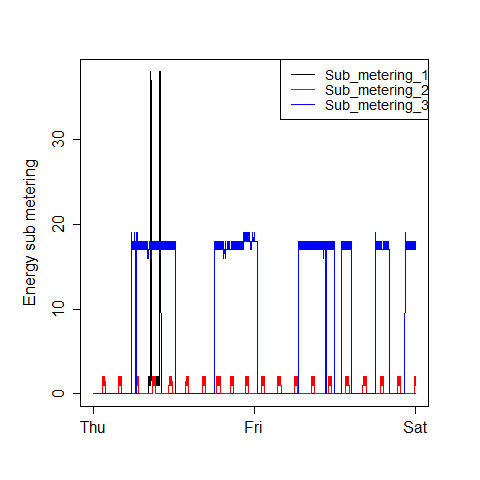 Sub_metering_1
Sub_metering_2
Sub_metering_3
Energy sub metering
30
20
10
0
Thu Fri Sat